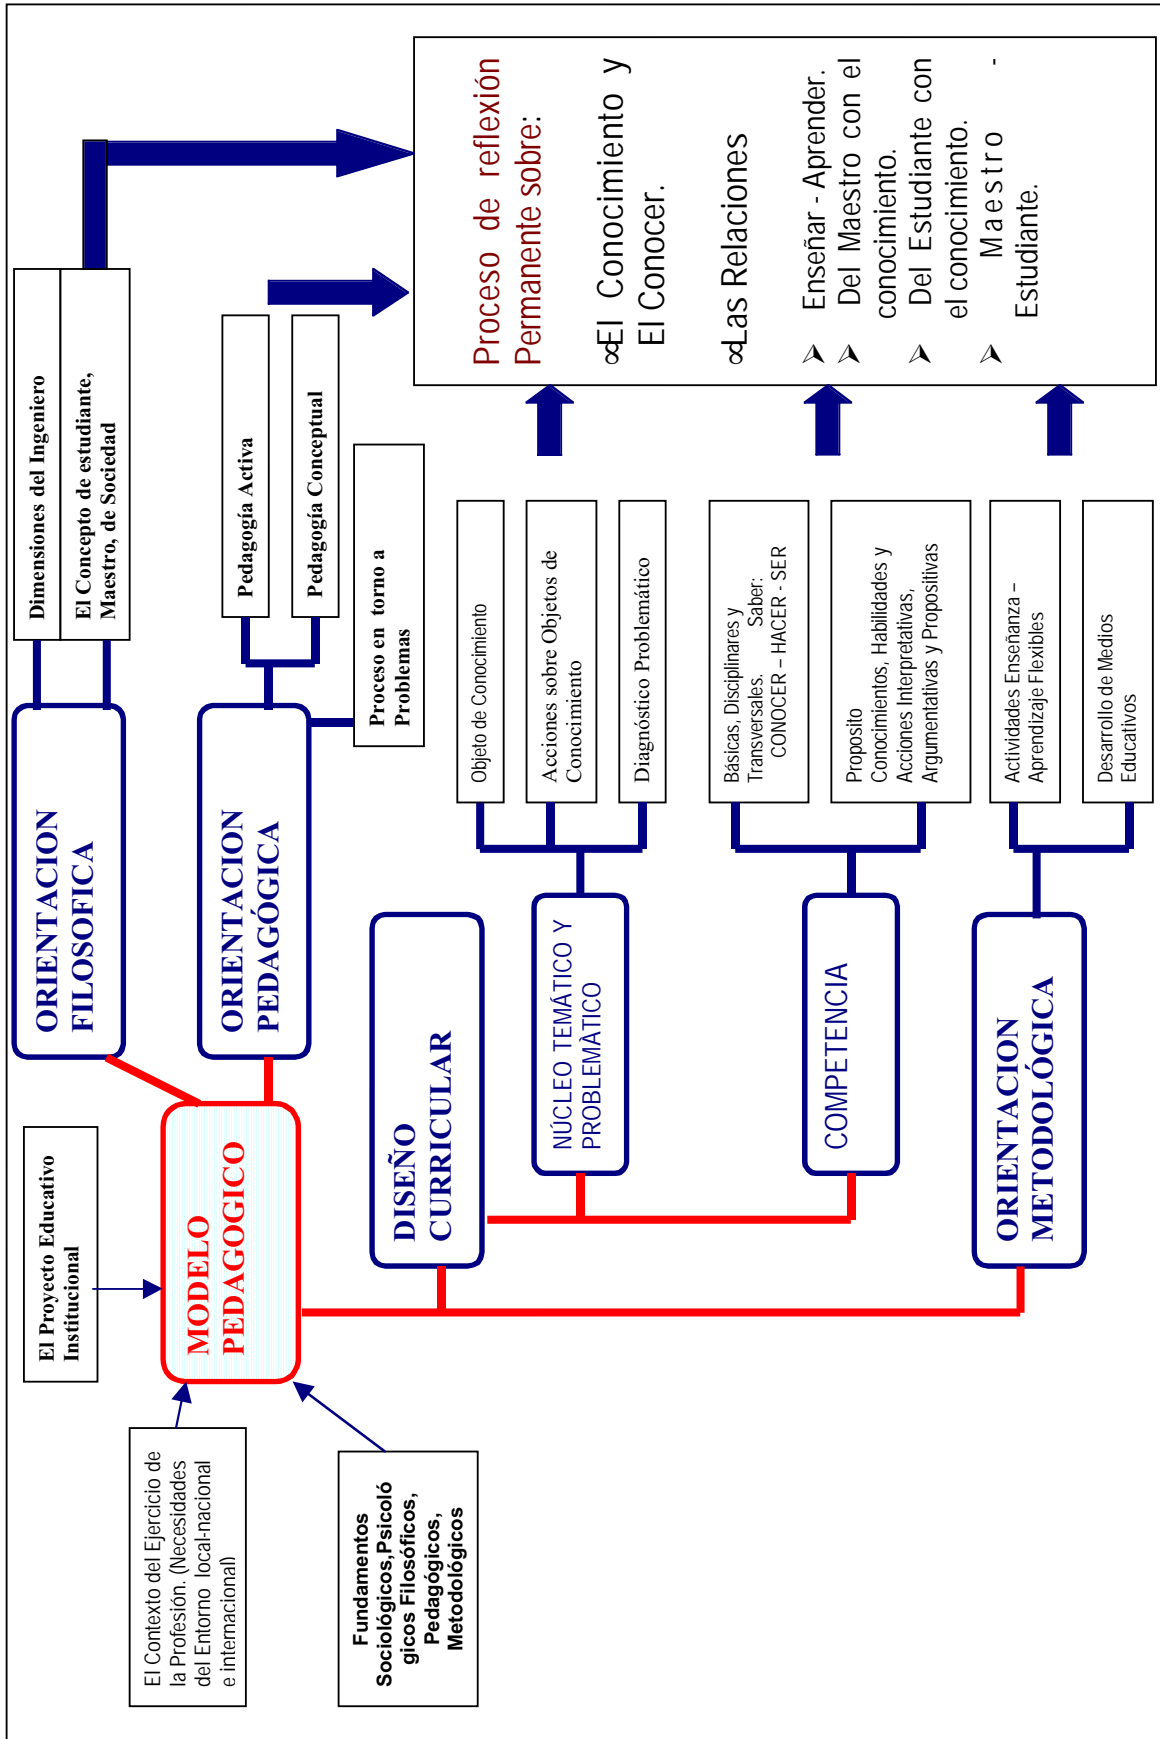 El Contexto del Ejercicio de
la Profesión. (Necesidades
del Entorno local-nacional
e internacional)
El Proyecto Educativo
Institucional
Fundamentos
Sociológicos,Psicoló
gicos Filosóficos,
Pedagógicos,
Metodológicos
MODELO
PEDAGOGICO
ORIENTACION
FILOSOFICA
Dimensiones del Ingeniero
El Concepto de estudiante,
Maestro, de Sociedad
ORIENTACION
PEDAGÓGICA
Pedagogía Activa
Pedagogía Conceptual
Proceso en torno a
Problemas
DISEÑO
CURRICULAR
NÚCLEO TEMÁTICO Y
PROBLEMÀTICO
Objeto de Conocimiento
Acciones sobre Objetos de
Conocimiento
Diagnóstico Problemático
COMPETENCIA
Básicas, Disciplinares y
Transversales. Saber:
CONOCER – HACER - SER
Proposito
Conocimientos, Habilidades y
Acciones Interpretativas,
Argumentativas y Propositivas
ORIENTACION
METODOLÓGICA
Actividades Enseñanza –
Aprendizaje Flexibles
Desarrollo de Medios
Educativos
Proceso de reflexión
Permanente sobre:
∝El Conocimiento y
El Conocer.
∝Las Relaciones
➢ Enseñar - Aprender.
➢ Del Maestro con el
conocimiento.
➢ Del Estudiante con
el conocimiento.
➢ Maestro -
Estudiante.